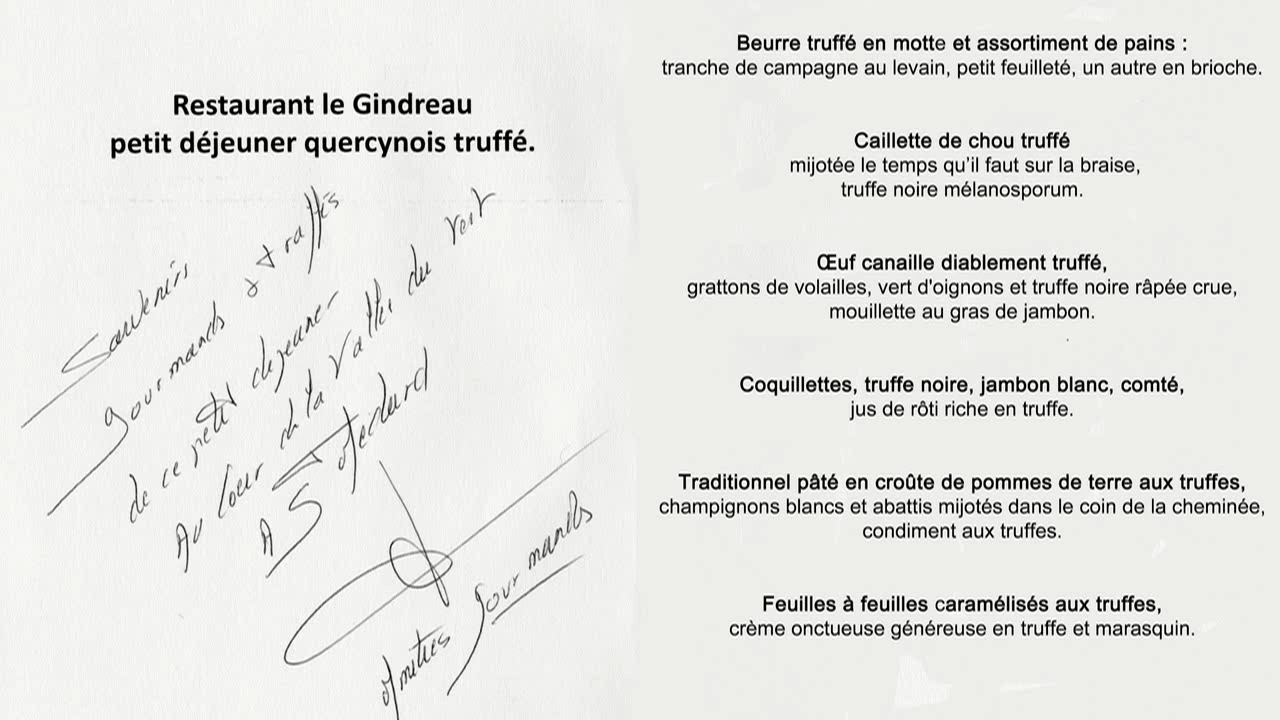 Restaurant le Gindreau
petit déjeuner quercynois truffé.
Souvenirs
gourmands & truffés
de ce petit déjeuner
Au Coeur de la Vallée du Vert
A St Médard
Amitiés gourmands
Beurre truffé en motte et assortiment de pains :
tranche de campagne au levain, petit feuilleté, un autre en brioche.
Caillette de chou truffé
mijotée le temps qu'il faut sur la braise,
truffe noire mélanosporum.
Œuf canaille diablement truffé,
grattons de volailles, vert d'oignons et truffe noire râpée crue,
mouillette au gras de jambon.
Coquillettes, truffe noire, jambon blanc, comté,
jus de rôti riche en truffe.
Traditionnel pâté en croûte de pommes de terre aux truffes,
champignons blancs et abattis mijotés dans le coin de la cheminée,
condiment aux truffes.
Feuilles à feuilles caramélisés aux truffes,
crème onctueuse généreuse en truffe et marasquin.